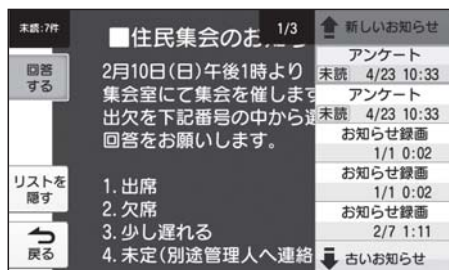 未読:7件
回答
する
リストを
隠す
戻る
■住民集会のお
1/3
2月10日(日)午後1時より
集会室にて集会を催します
出欠を下記番号の中から選
回答をお願いします。
1.出席
2.欠席
3.少し遅れる
4.未定(別途管理人へ連絡
新しいお知らせ
アンケート
未読 4/23 10:33
アンケート
未読 4/23 10:33
お知らせ録画
1/1 0:02
お知らせ録画
1/1 0:02
お知らせ録画
2/7 1:11
古いお知らせ